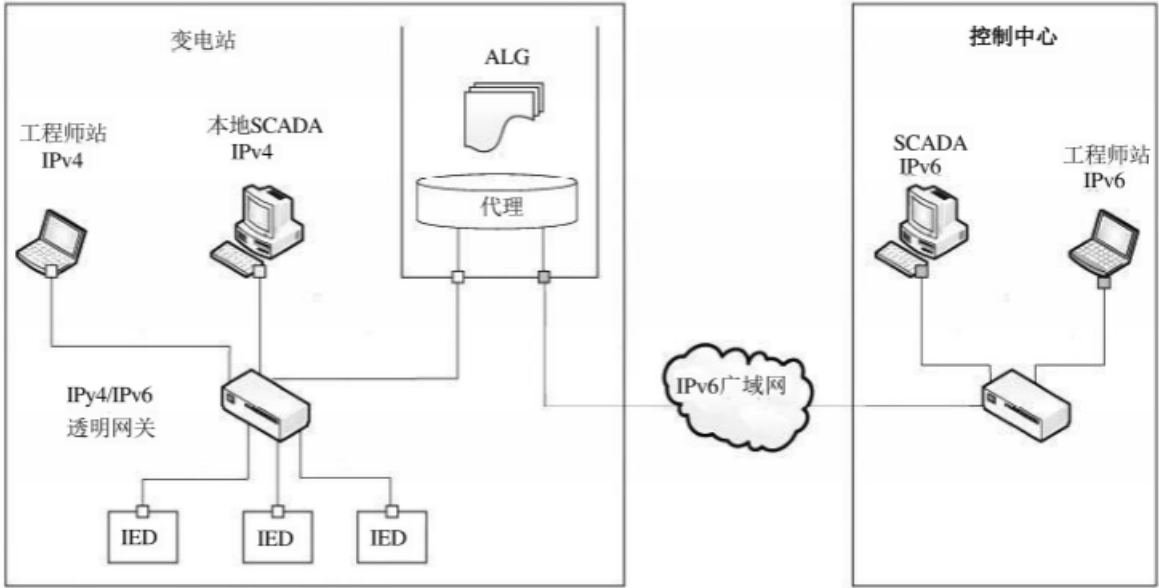 变电站
控制中心
ALG
工程师站
IPv4
本地SCADA
IPv4
代理
SCADA
IPv6
工程师站
IPv6
IPy4/IPv6
透明网关
IPv6广域网
IED
IED
IED